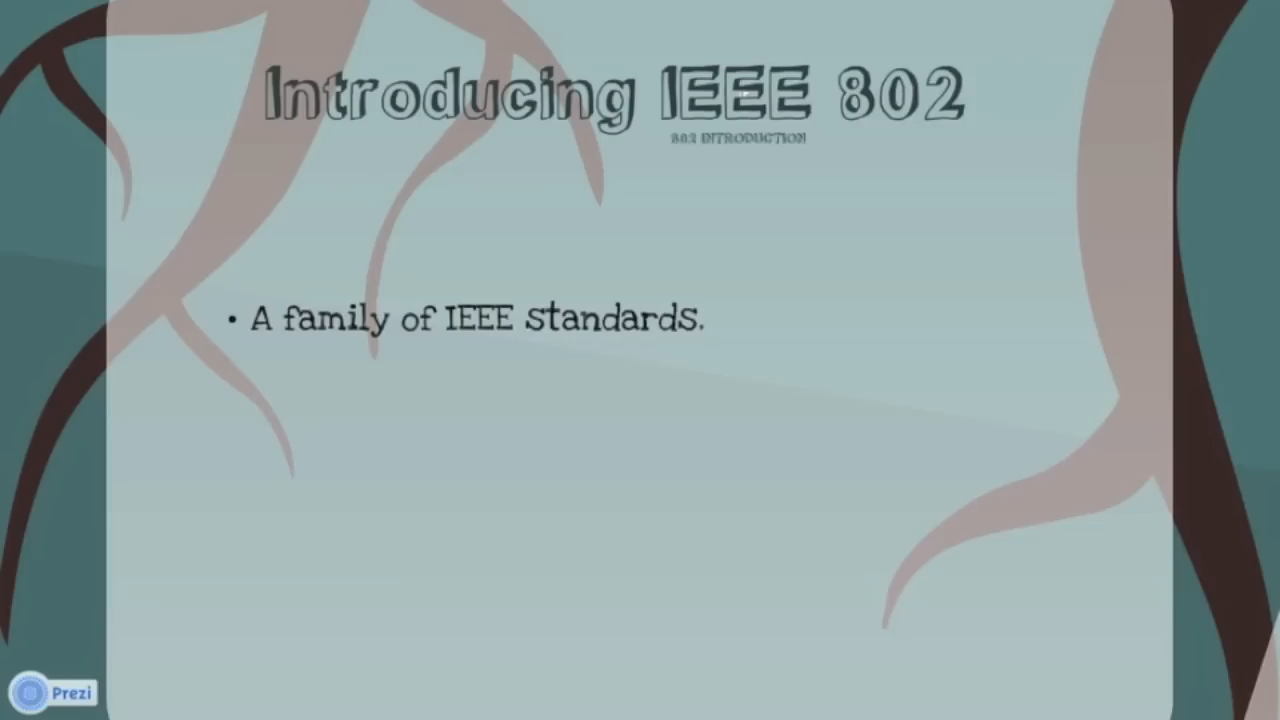 Introducing IEEE 802
802 INTRODUCTION
• A family of IEEE standards.
Prezi